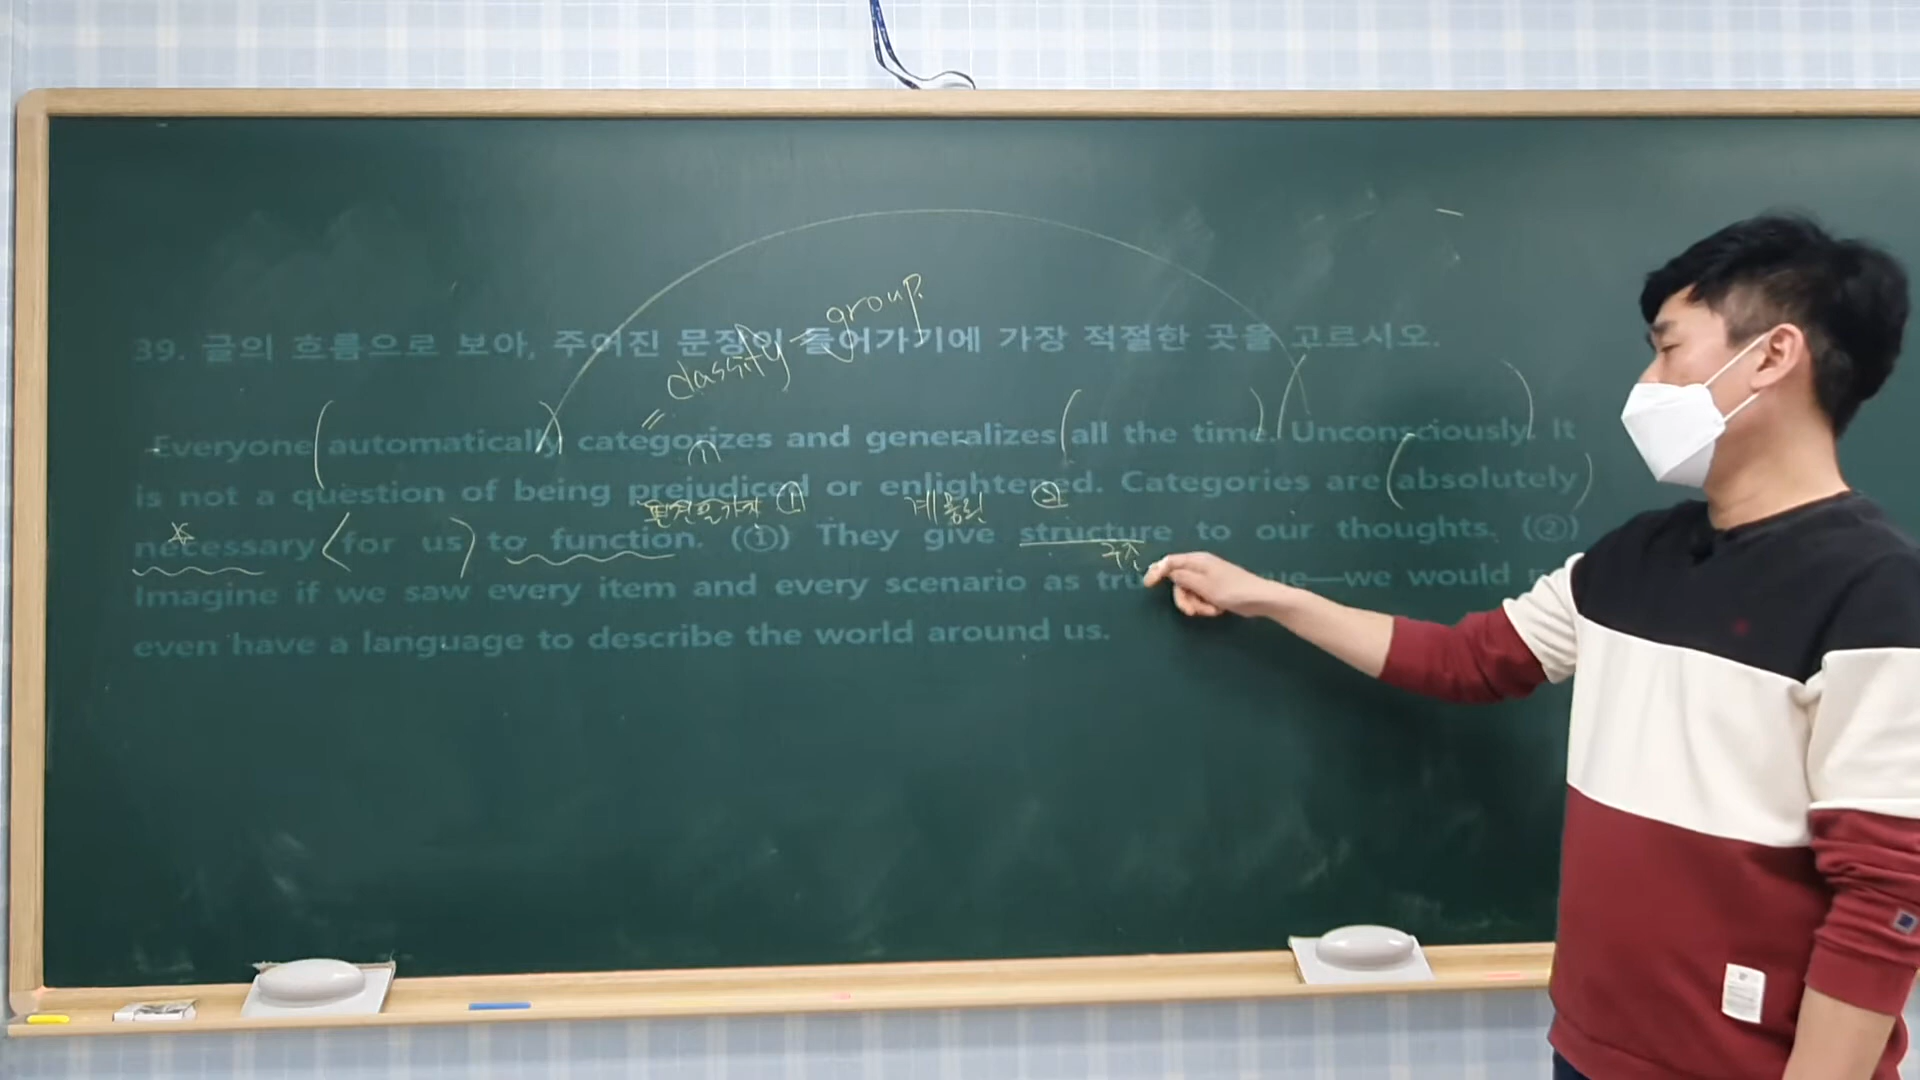 group.
39. 글의 흐름으로 보아, 주어진 문장이 들어가기에 가장 적절한 곳을 고르시오.
= classify =
Everyone automatically categorizes and generalizes all the time. Unconsciously. It
is not a question of being prejudiced or enlightened. Categories are absolutely
편견을가진 ① 계몽된 ②
necessary for us to function. (①) They give structure to our thoughts. (②)
구조
Imagine if we saw every item and every scenario as we would
even have a language to describe the world around us.